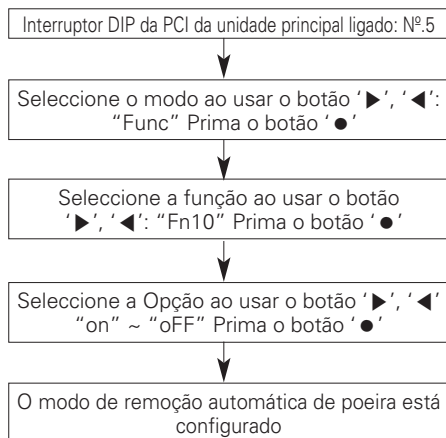 Interruptor DIP da PCI da unidade principal ligado: Nº.5
Seleccione o modo ao usar o botão ‘▶’, ‘◀’:
“Func” Prima o botão ‘●’
Seleccione a função ao usar o botão
‘▶’, ‘◀’: “Fn10” Prima o botão ‘●’
Seleccione a Opção ao usar o botão ‘▶’, ‘◀’
“on” ~ “oFF” Prima o botão ‘●’
O modo de remoção automática de poeira está
configurado